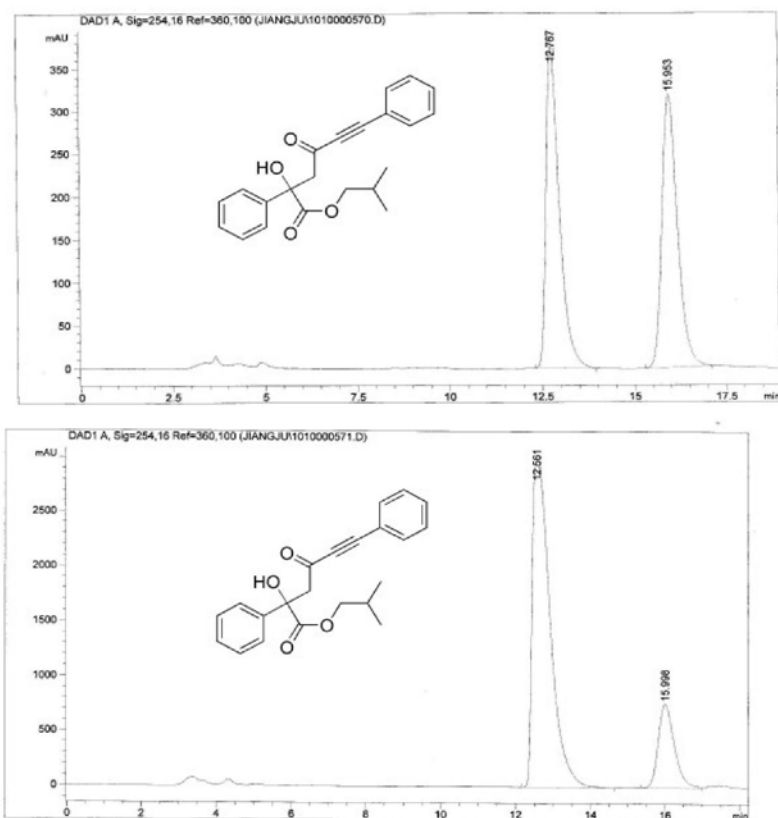 DAD1 A, Sig=254,16 Ref=360,100 (JIANGJU\1010000570.D)
mAU
12.767
15.953
350
300
250
200
150
100
50
0
O
HO
O
O
0 2.5 5 7.5 10 12.5 15 17.5 min
DAD1 A, Sig=254,16 Ref=360,100 (JIANGJU\1010000571.D)
mAU
12.561
15.998
2500
2000
1500
1000
500
0
O
HO
O
O
0 2 4 6 8 10 12 14 16 min